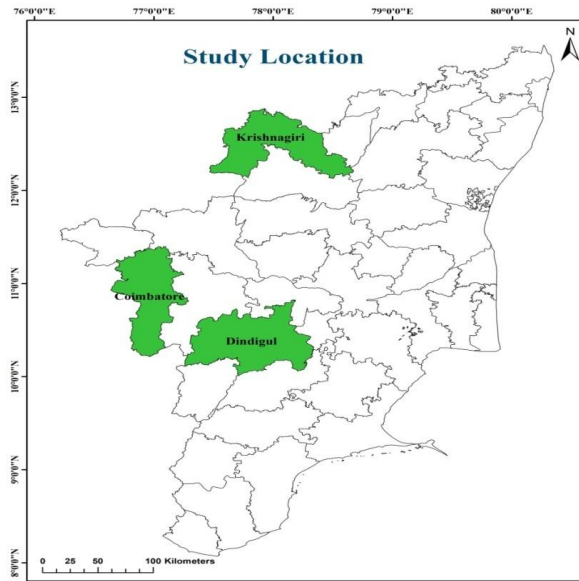 76°0'0"E 77°0'0"E 78°0'0"E 79°0'0"E 80°0'0"E
N
Study Location
13°0'0"N
Krishnagiri
12°0'0"N
11°0'0"N
Coimbatore
Dindigul
10°0'0"N
9°0'0"N
0 25 50 100 Kilometers
8°0'0"N